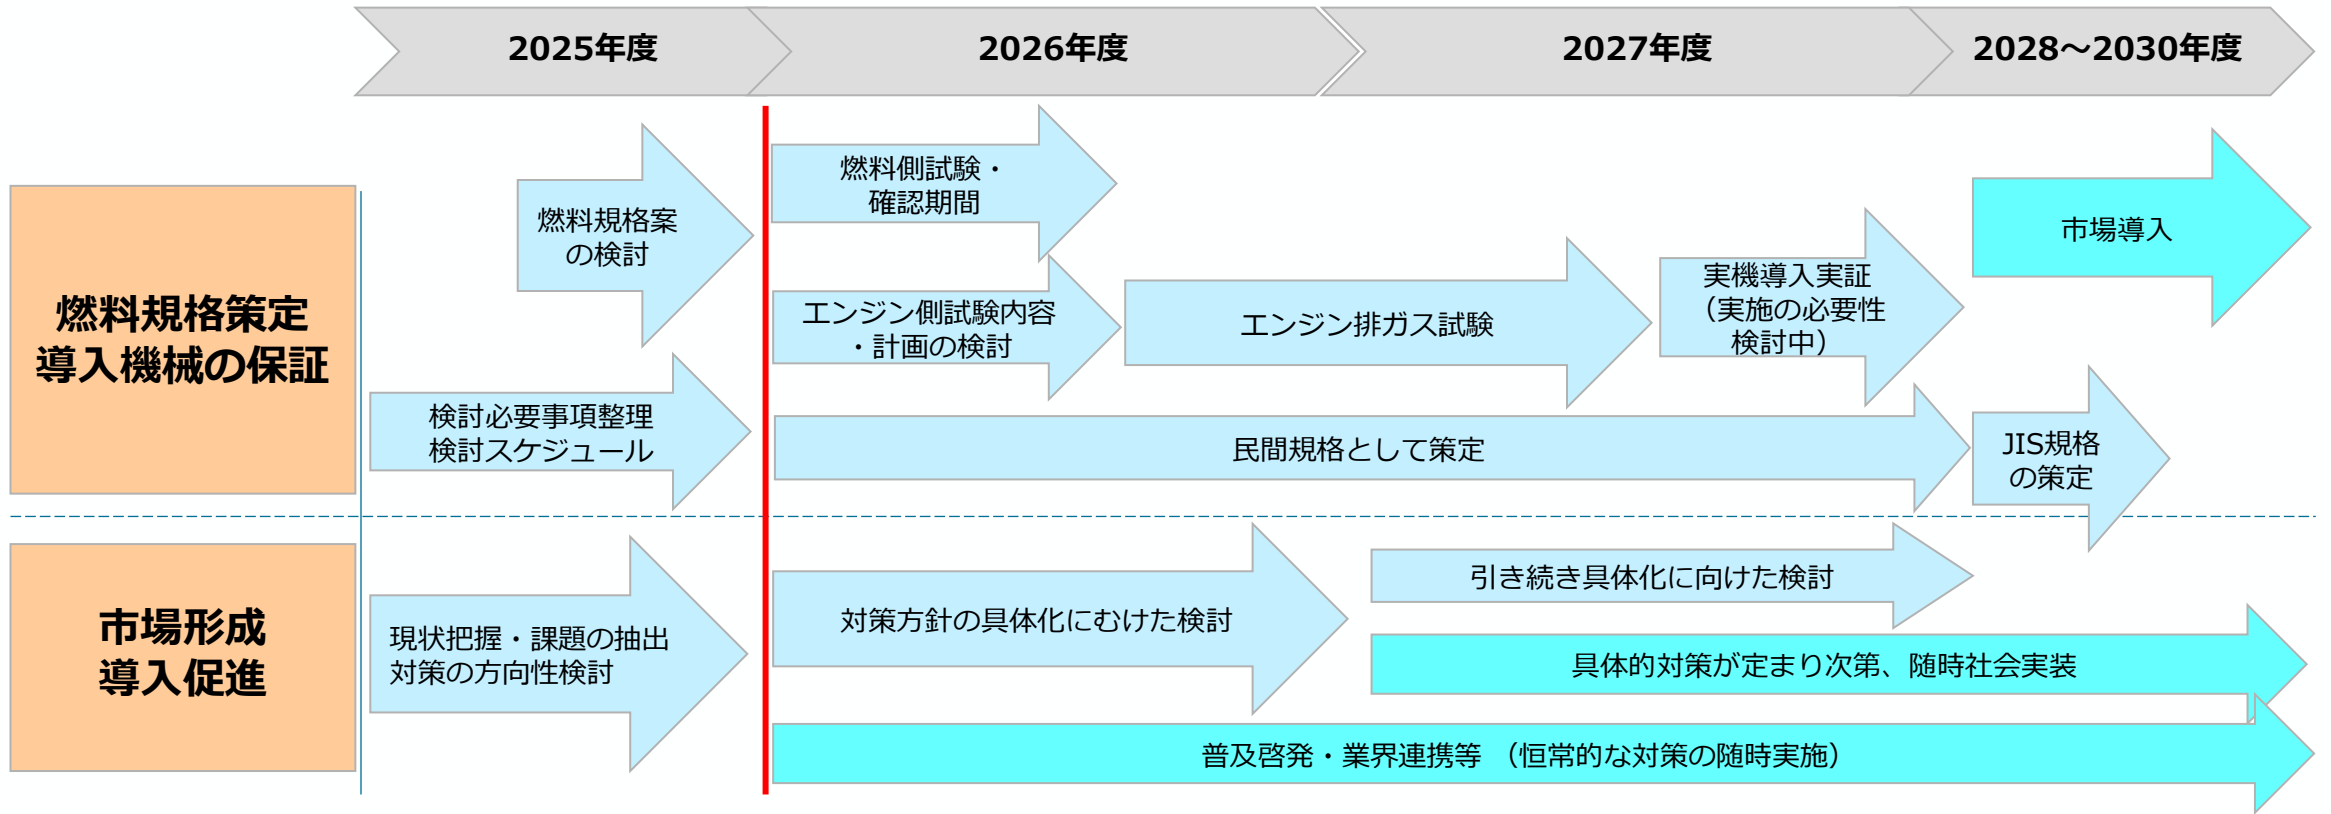 2025年度
2026年度
2027年度
2028~2030年度
燃料規格策定
導入機械の保証
燃料規格案
の検討
検討必要事項整理
検討スケジュール
燃料側試験・
確認期間
エンジン側試験内容
・計画の検討
エンジン排ガス試験
実機導入実証
（実施の必要性
検討中）
市場導入
民間規格として策定
JIS規格
の策定
市場形成
導入促進
現状把握・課題の抽出
対策の方向性検討
対策方針の具体化にむけた検討
引き続き具体化に向けた検討
具体的対策が定まり次第、随時社会実装
普及啓発・業界連携等 （恒常的な対策の随時実施）